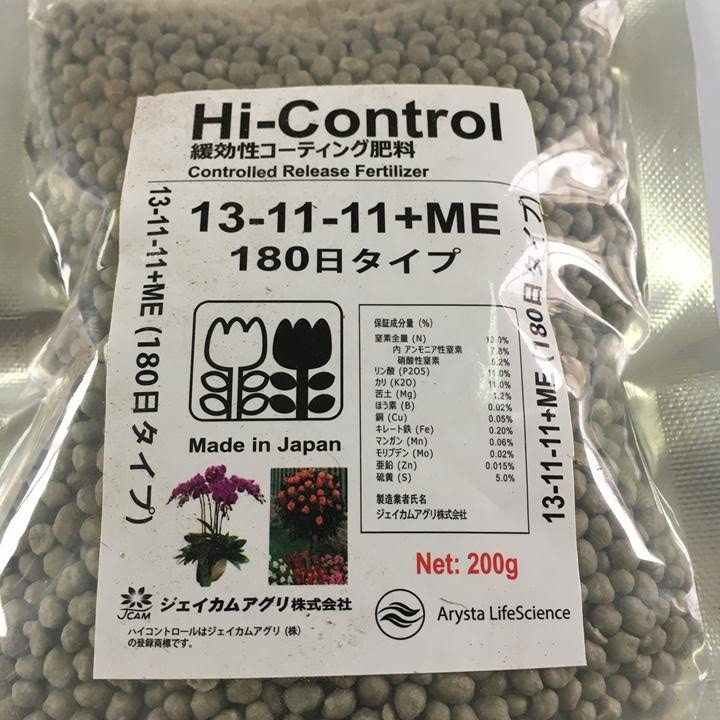 Hi-Control
緩効性コーティング肥料
Controlled Release Fertilizer
13-11-11+ME
180日タイプ
13-11-11+ME (180日タイプ)
保証成分量 (%)
窒素全量 (N) 13.0%
内 アンモニア性窒素 7.8%
硝酸性窒素 5.2%
リン酸 (P2O5) 11.0%
カリ (K2O) 11.0%
苦土 (Mg) 1.2%
ほう素 (B) 0.02%
銅 (Cu) 0.05%
キレート鉄 (Fe) 0.20%
マンガン (Mn) 0.06%
モリブデン (Mo) 0.02%
亜鉛 (Zn) 0.015%
硫黄 (S) 5.0%
製造業者氏名
ジェイカムアグリ株式会社
13-11-11+ME (180日タイプ)
Made in Japan
Net: 200g
JCAM ジェイカムアグリ株式会社
Arysta LifeScience
ハイコントロールはジェイカムアグリ (株)
の登録商標です。